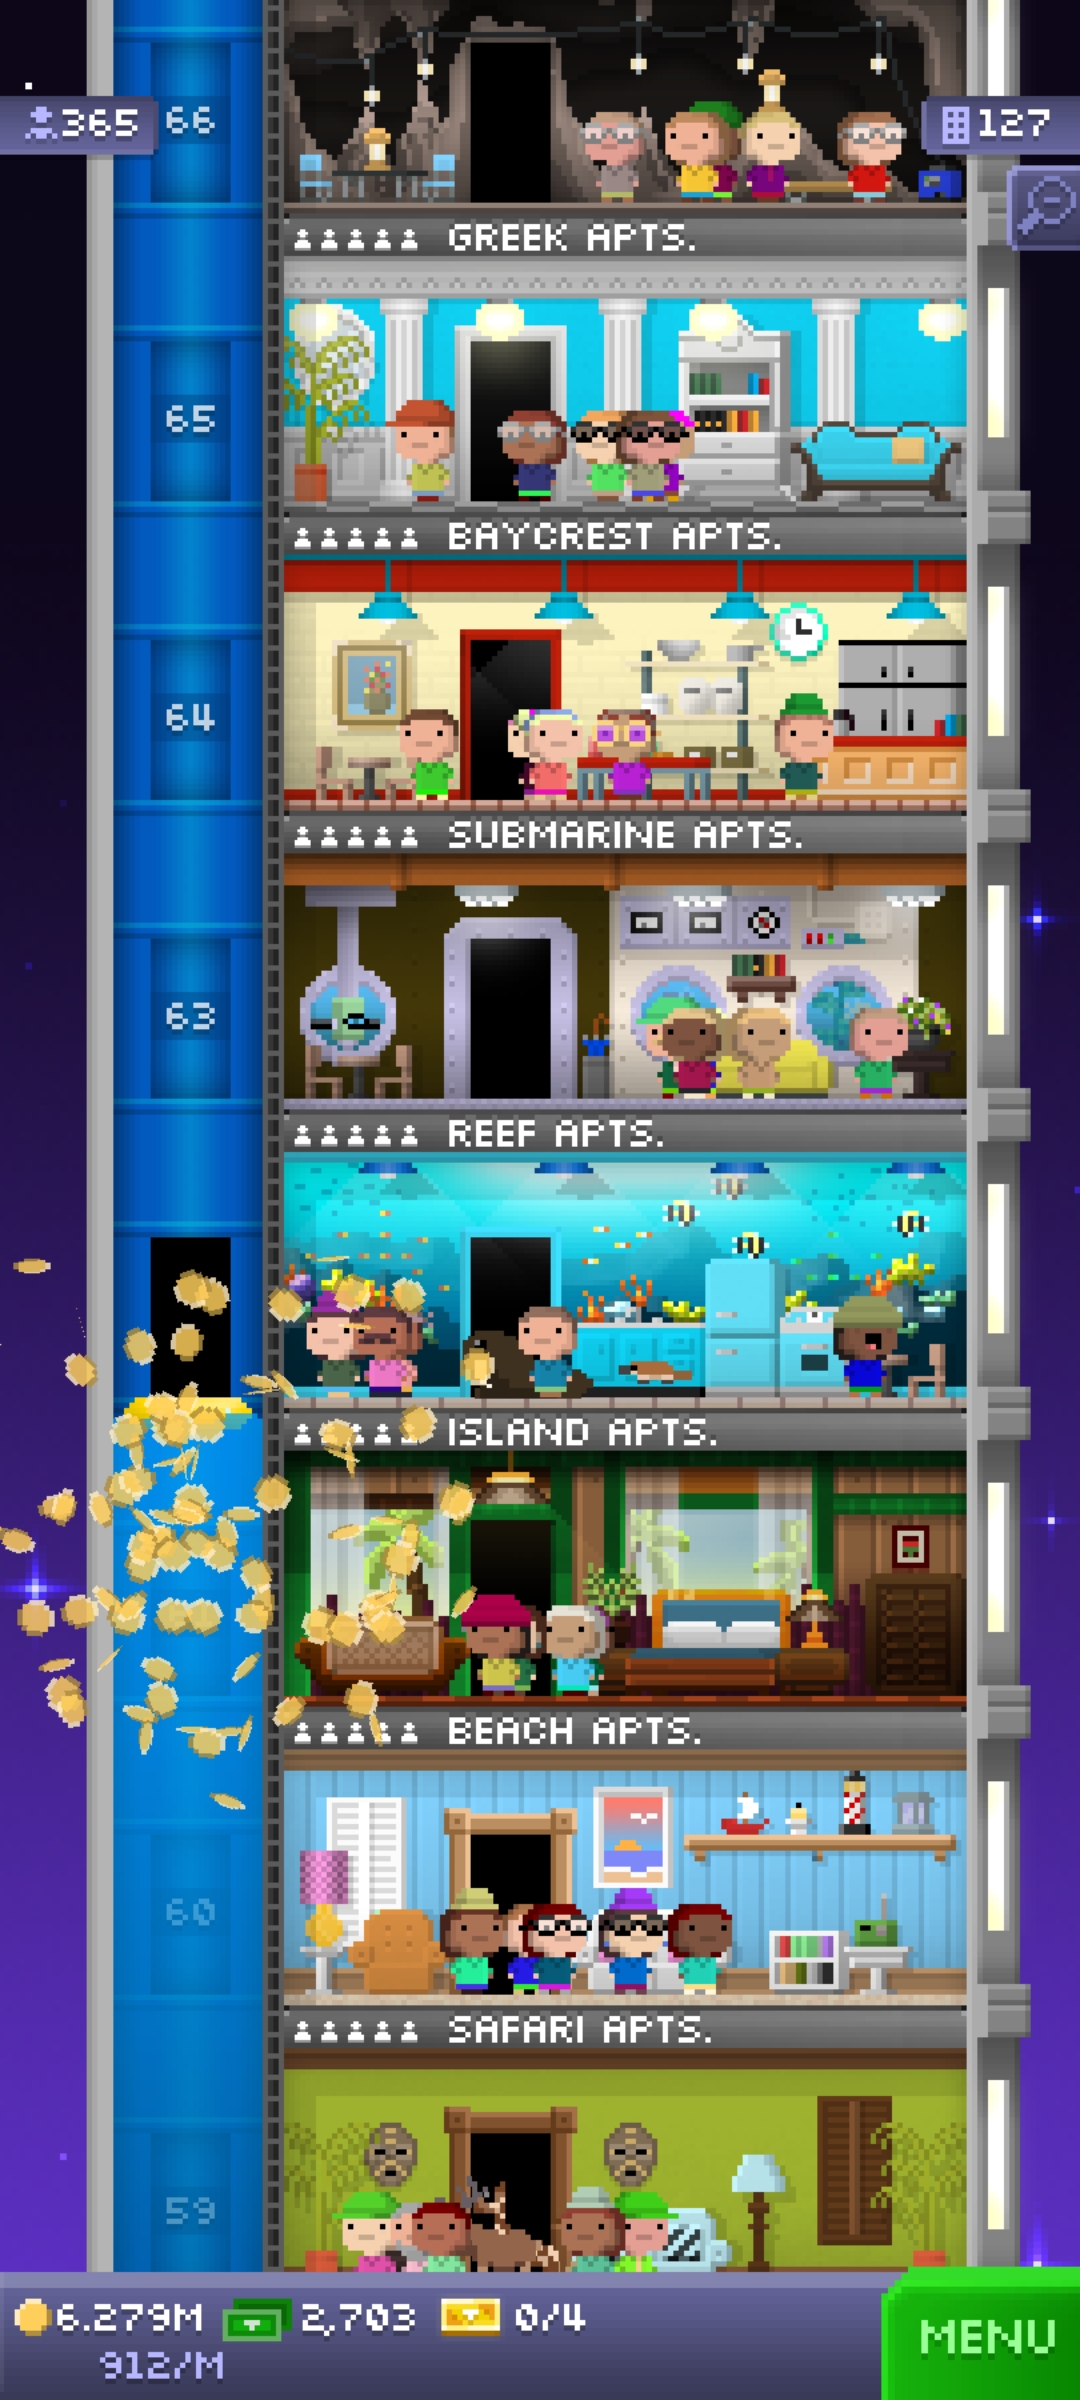 365
66
127
GREEK APTS.
65
BAYCREST APTS.
64
SUBMARINE APTS.
63
REEF APTS.
ISLAND APTS.
BEACH APTS.
60
SAFARI APTS.
59
6.279M 2,703 0/4
912/M
MENU